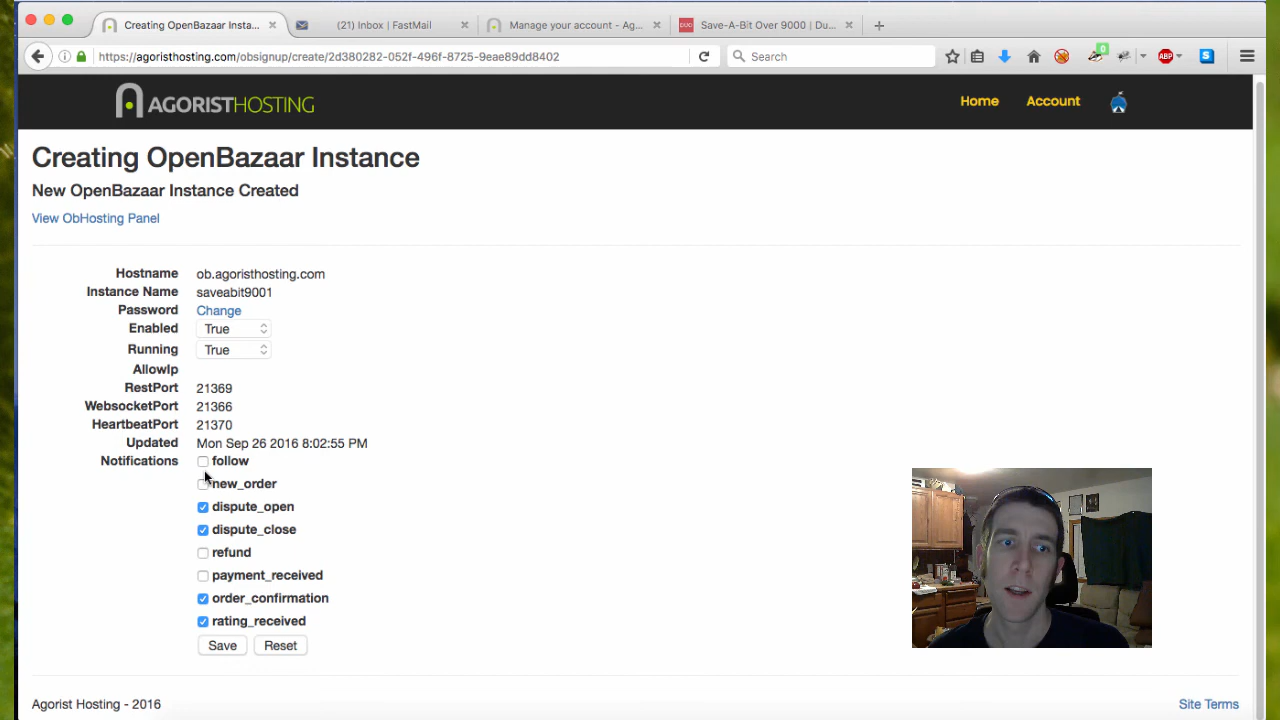 Creating OpenBazaar Insta...
(21) Inbox | FastMail
Manage your account - Ag...
Save-A-Bit Over 9000 | Du...
https://agoristhosting.com/obsignup/create/2d380282-052f-496f-8725-9eae89dd8402
Search
0
ABP
S
AGORISTHOSTING
Home
Account
Creating OpenBazaar Instance
New OpenBazaar Instance Created
View ObHosting Panel
Hostname ob.agoristhosting.com
Instance Name saveabit9001
Password Change
Enabled True
Running True
AllowIp
RestPort 21369
WebsocketPort 21366
HeartbeatPort 21370
Updated Mon Sep 26 2016 8:02:55 PM
Notifications follow
new_order
dispute_open
dispute_close
refund
payment_received
order_confirmation
rating_received
Save Reset
Agorist Hosting - 2016
Site Terms